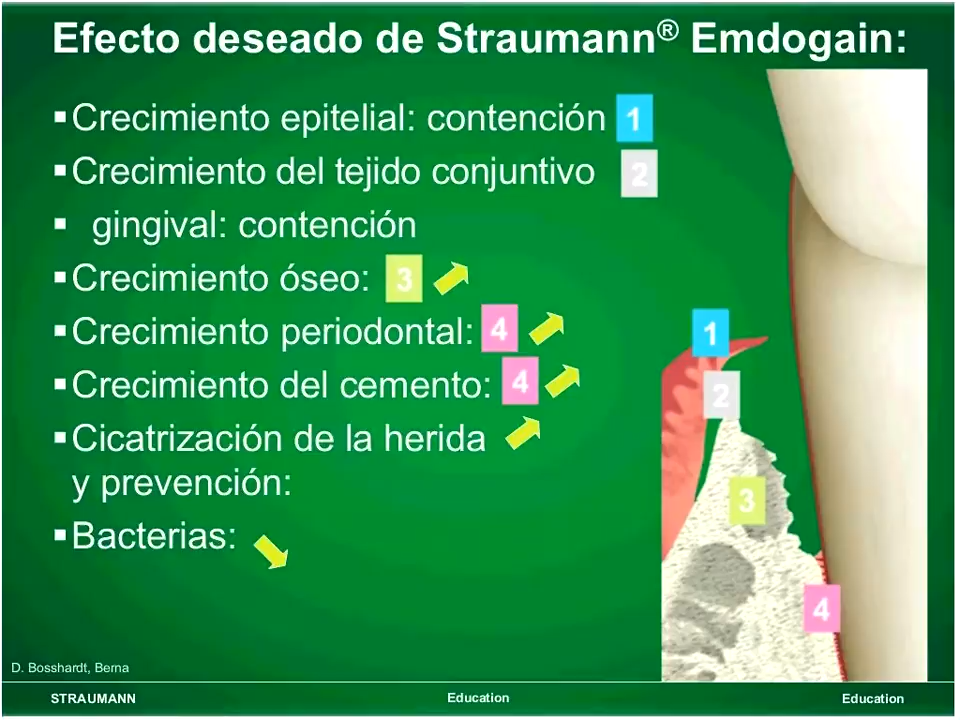 Efecto deseado de Straumann® Emdogain:
▪Crecimiento epitelial: contención 1
▪Crecimiento del tejido conjuntivo 2
▪ gingival: contención
▪Crecimiento óseo: 3
▪Crecimiento periodontal: 4
▪Crecimiento del cemento: 4
▪Cicatrización de la herida
y prevención:
▪Bacterias:
1
2
3
4
D. Bosshardt, Berna
STRAUMANN Education Education